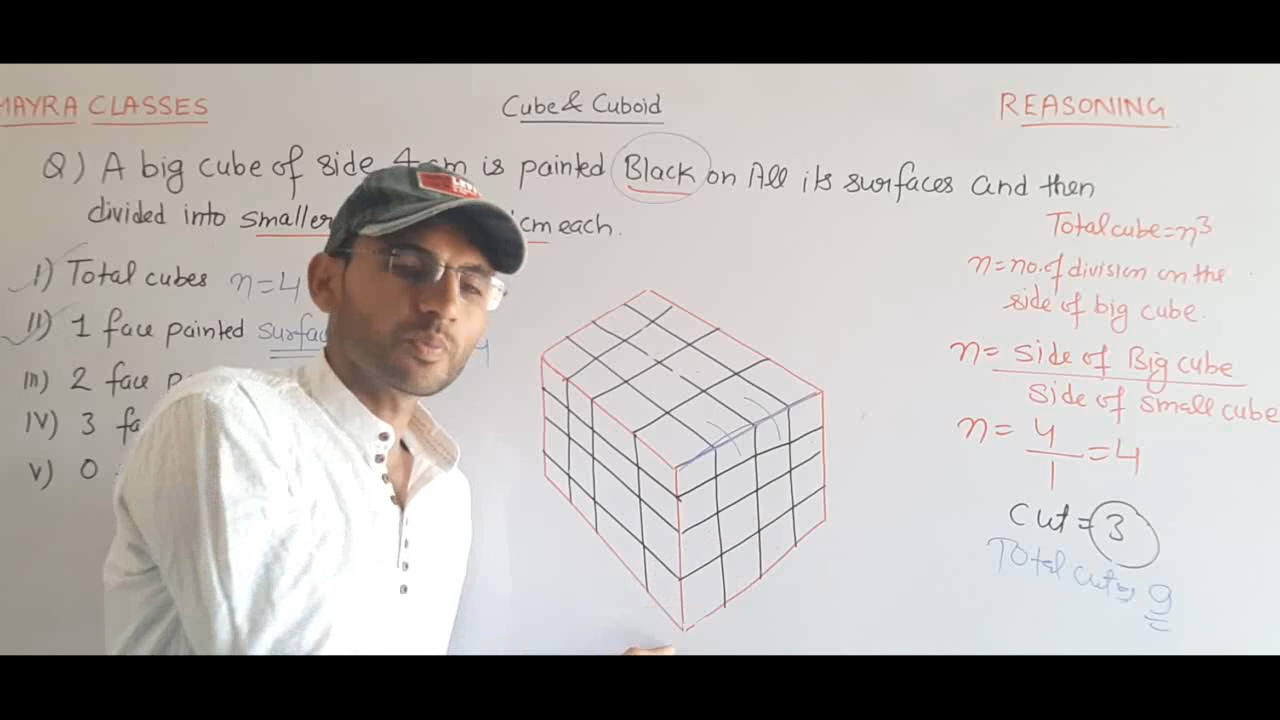 MAYRA CLASSES
Cube & Cuboid
REASONING
Q) A big cube of side 4 cm is painted Black on All its surfaces and then
divided into smaller cm each.
I) Total cubes n=4
II) 1 face painted
III) 2 face
IV) 3
V) 0
Total cube=n³
n=no.of division on the
side of big cube.
n= side of Big cube
side of small cube
n= 4
1
=4
cut=3
Total cut= 9